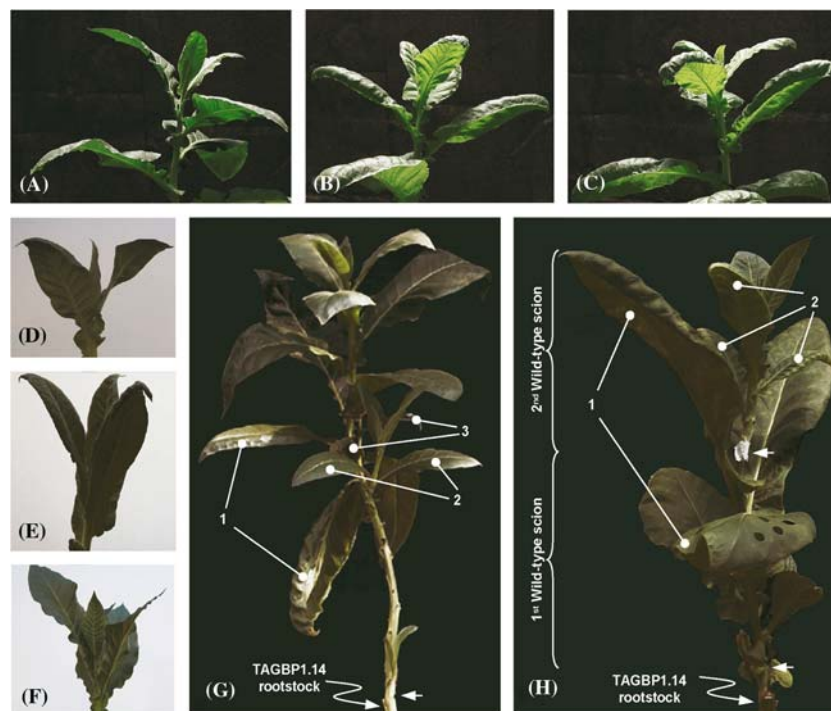 (A)
(B)
(C)
(D)
(E)
(F)
1
2
3
TAGBP1.14
rootstock
(G)
2nd Wild-type scion
1st Wild-type scion
1
2
TAGBP1.14
rootstock
(H)